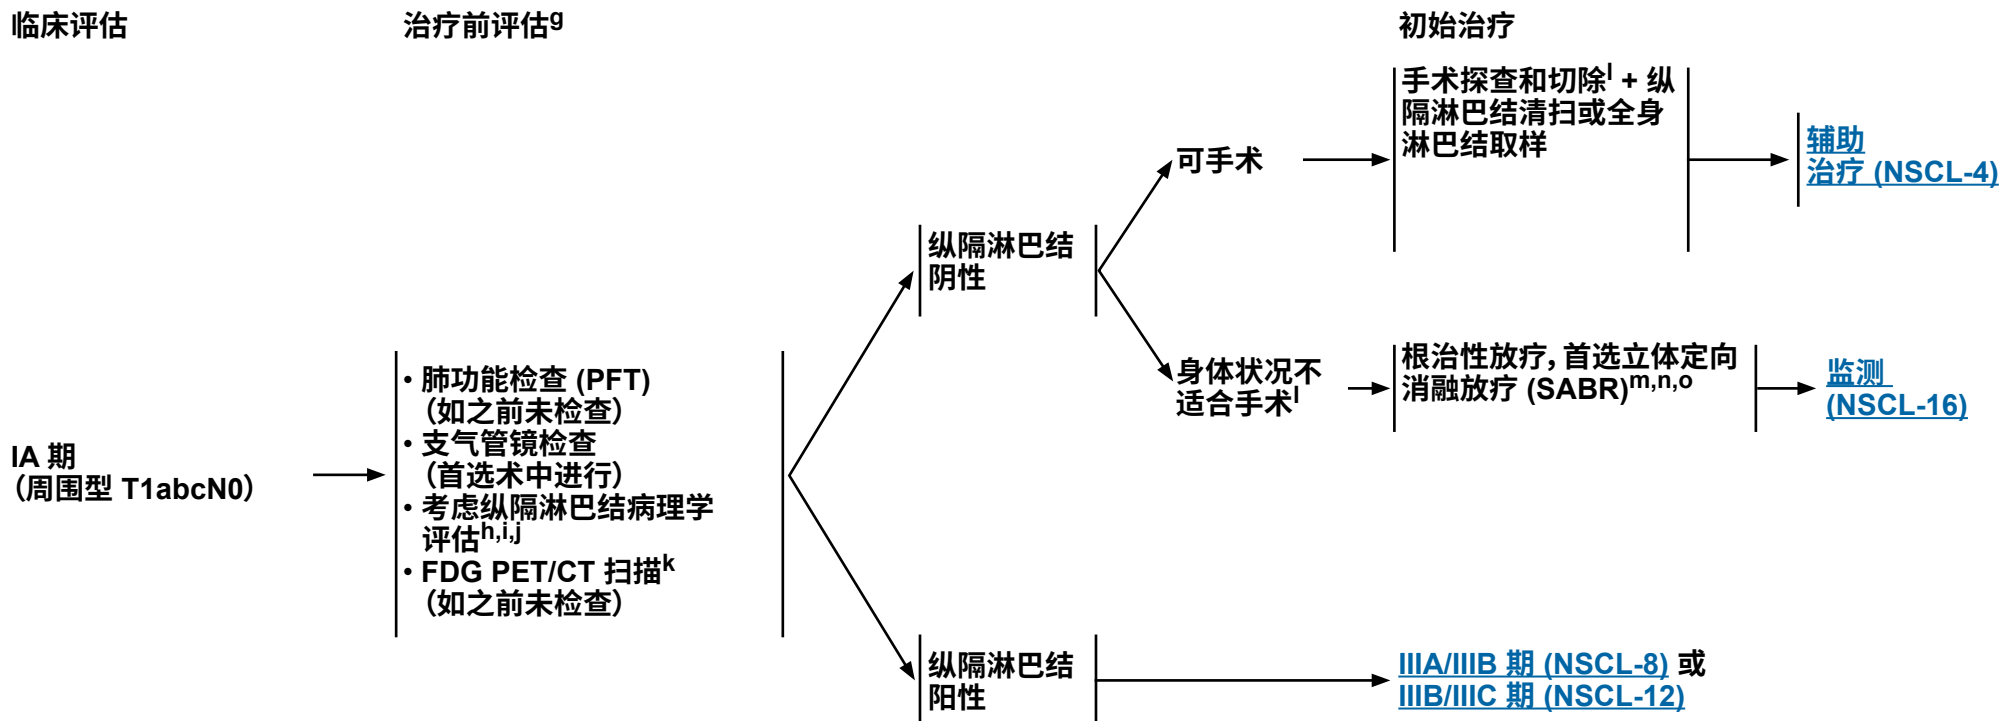 临床评估
治疗前评估g
初始治疗
IA 期
（周围型 T1abcN0）
• 肺功能检查 (PFT)
（如之前未检查）
• 支气管镜检查
（首选术中进行）
• 考虑纵隔淋巴结病理学
评估h,i,j
• FDG PET/CT 扫描k
（如之前未检查）
纵隔淋巴结
阴性
可手术
手术探查和切除l + 纵
隔淋巴结清扫或全身
淋巴结取样
辅助
治疗 (NSCL-4)
身体状况不
适合手术l
根治性放疗，首选立体定向
消融放疗 (SABR)m,n,o
监测
(NSCL-16)
纵隔淋巴结
阳性
IIIA/IIIB 期 (NSCL-8) 或
IIIB/IIIC 期 (NSCL-12)